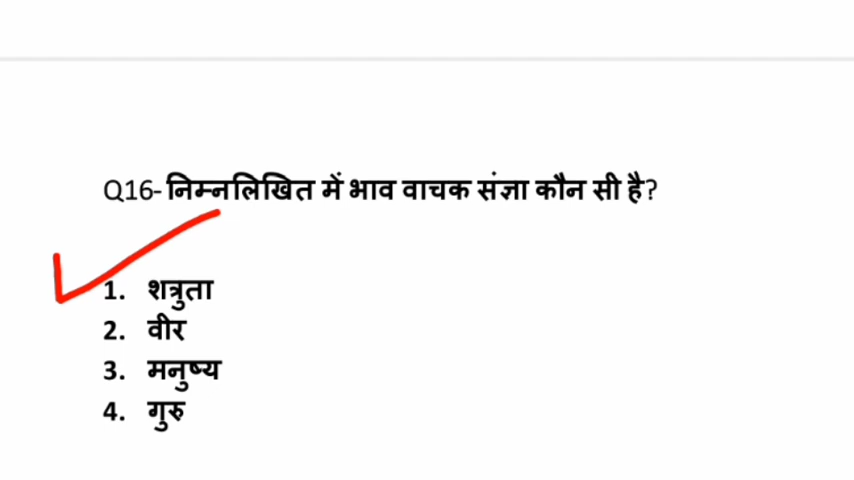 Q16- निम्नलिखित में भाव वाचक संज्ञा कौन सी है?
1. शत्रुता
2. वीर
3. मनुष्य
4. गुरु